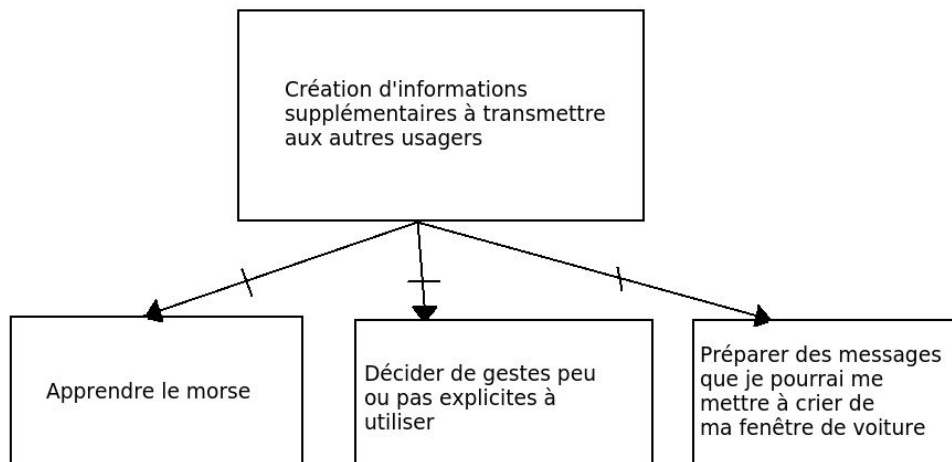 Création d'informations
supplémentaires à transmettre
aux autres usagers
Apprendre le morse
Décider de gestes peu
ou pas explicites à
utiliser
Préparer des messages
que je pourrai me
mettre à crier de
ma fenêtre de voiture